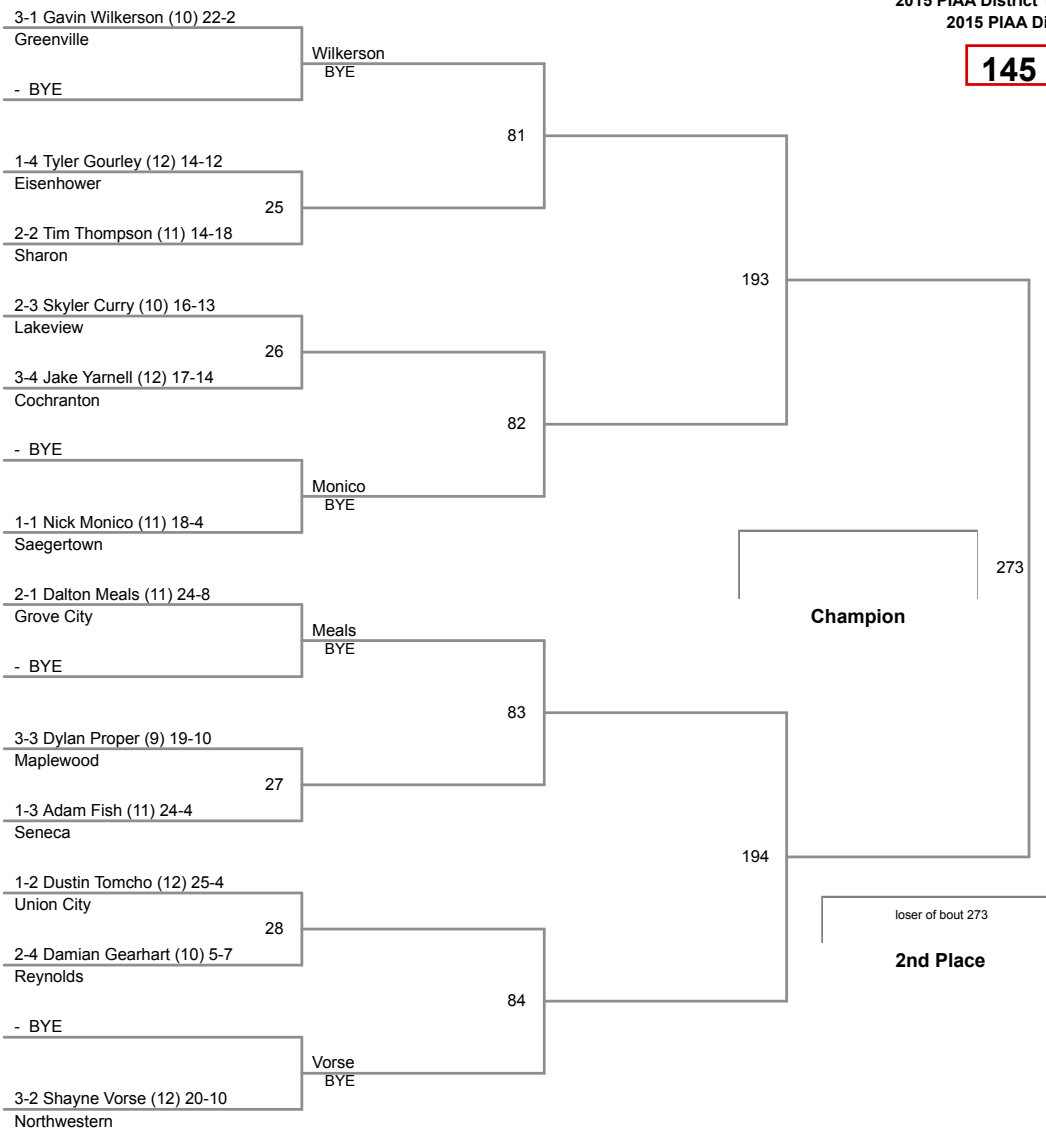 2015 PIAA District
2015 PIAA
145
3-1 Gavin Wilkerson (10) 22-2
Greenville
Wilkerson
BYE
- BYE
81
1-4 Tyler Gourley (12) 14-12
Eisenhower
25
2-2 Tim Thompson (11) 14-18
Sharon
193
2-3 Skyler Curry (10) 16-13
Lakeview
26
3-4 Jake Yarnell (12) 17-14
Cochranton
82
- BYE
Monico
BYE
1-1 Nick Monico (11) 18-4
Saegertown
273
Champion
2-1 Dalton Meals (11) 24-8
Grove City
Meals
BYE
- BYE
83
3-3 Dylan Proper (9) 19-10
Maplewood
27
1-3 Adam Fish (11) 24-4
Seneca
194
1-2 Dustin Tomcho (12) 25-4
Union City
loser of bout 273
28
2nd Place
2-4 Damian Gearhart (10) 5-7
Reynolds
84
- BYE
Vorse
BYE
3-2 Shayne Vorse (12) 20-10
Northwestern